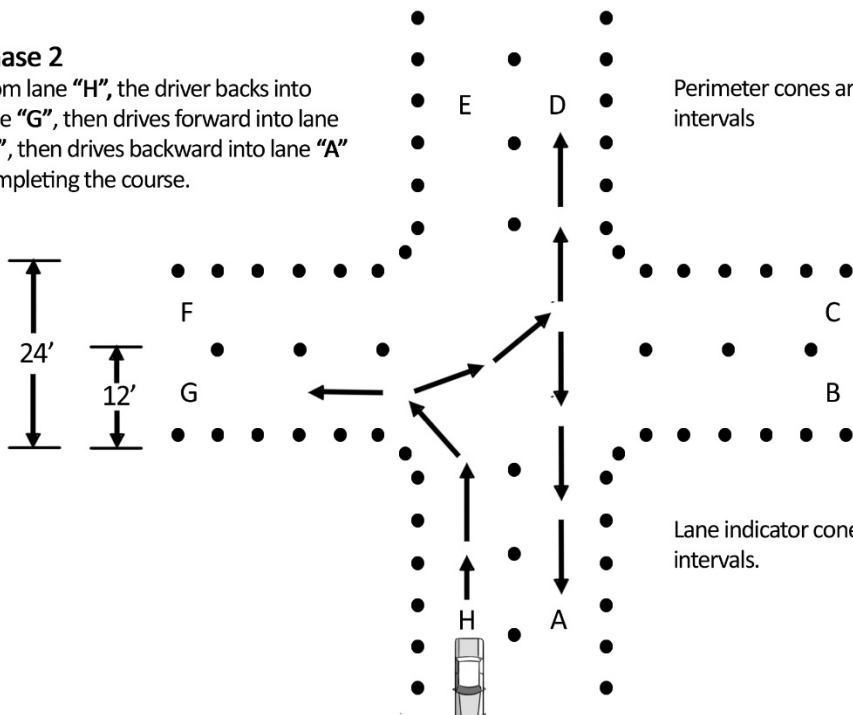 ase 2
om lane “H”, the driver backs into
e “G”, then drives forward into lane
”, then drives backward into lane “A”
mpleting the course.
Perimeter cones ar
intervals
E
D
F
C
24’
12’
G
B
Lane indicator cone
intervals.
H
A